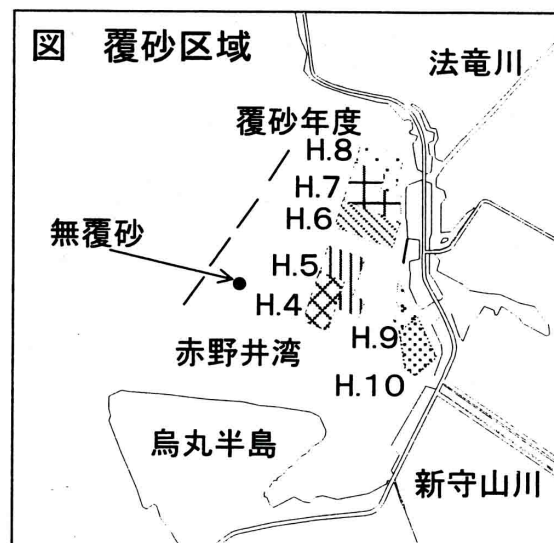 図 覆砂区域
法竜川
覆砂年度
H.8
H.7
H.6
無覆砂
H.5
H.4
赤野井湾
H.9
H.10
烏丸半島
新守山川